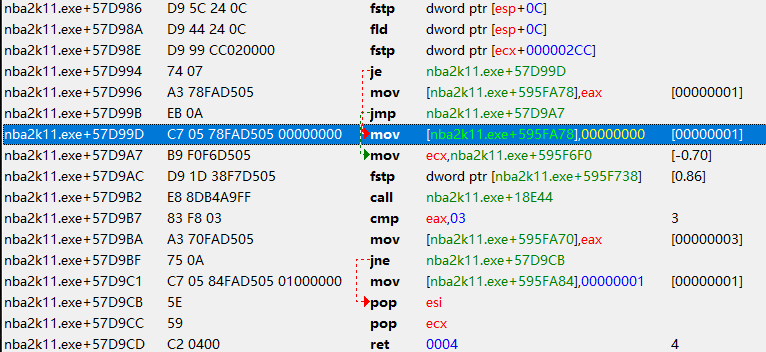 nba2k11.exe+57D986 D9 5C 24 0C fstp dword ptr [esp+0C]
nba2k11.exe+57D98A D9 44 24 0C fld dword ptr [esp+0C]
nba2k11.exe+57D98E D9 99 CC020000 fstp dword ptr [ecx+000002CC]
nba2k11.exe+57D994 74 07 je nba2k11.exe+57D99D
nba2k11.exe+57D996 A3 78FAD505 mov [nba2k11.exe+595FA78],eax [00000001]
nba2k11.exe+57D99B EB 0A jmp nba2k11.exe+57D9A7
nba2k11.exe+57D99D C7 05 78FAD505 00000000 mov [nba2k11.exe+595FA78],00000000 [00000001]
nba2k11.exe+57D9A7 B9 F0F6D505 mov ecx,nba2k11.exe+595F6F0 [-0.70]
nba2k11.exe+57D9AC D9 1D 38F7D505 fstp dword ptr [nba2k11.exe+595F738] [0.86]
nba2k11.exe+57D9B2 E8 8DB4A9FF call nba2k11.exe+18E44
nba2k11.exe+57D9B7 83 F8 03 cmp eax,03 3
nba2k11.exe+57D9BA A3 70FAD505 mov [nba2k11.exe+595FA70],eax [00000003]
nba2k11.exe+57D9BF 75 0A jne nba2k11.exe+57D9CB
nba2k11.exe+57D9C1 C7 05 84FAD505 01000000 mov [nba2k11.exe+595FA84],00000001 [00000001]
nba2k11.exe+57D9CB 5E pop esi
nba2k11.exe+57D9CC 59 pop ecx
nba2k11.exe+57D9CD C2 0400 ret 0004 4